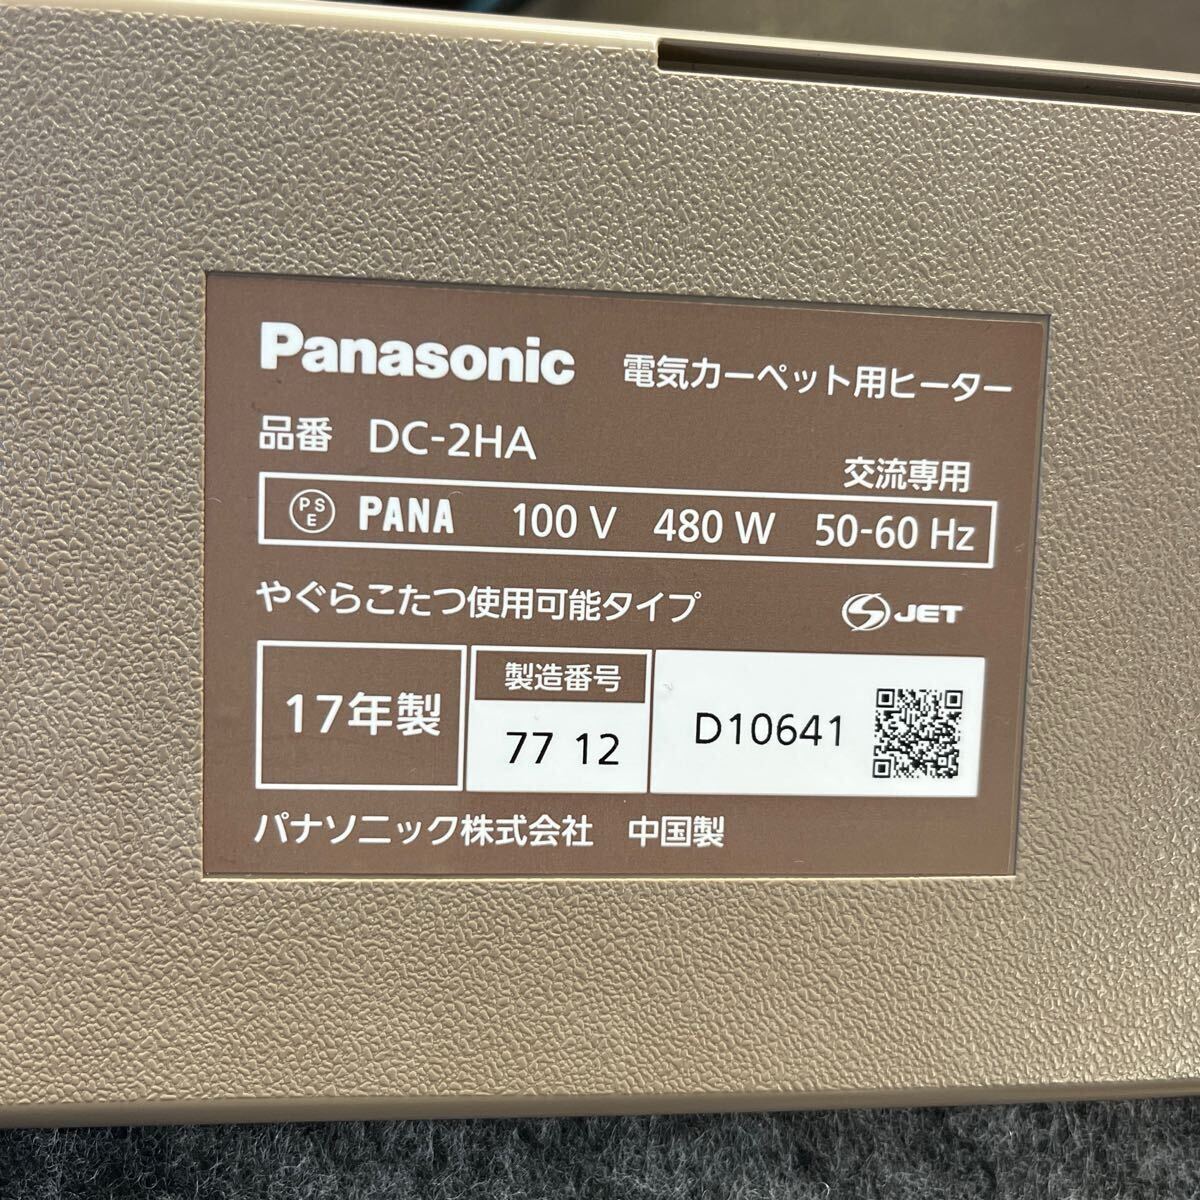 Panasonic 電気カーペット用ヒーター
品番 DC-2HA
交流専用
PSE PANA 100 V 480 W 50-60 Hz
やぐらこたつ使用可能タイプ JET
17年製
製造番号
77 12 D10641
パナソニック株式会社 中国製